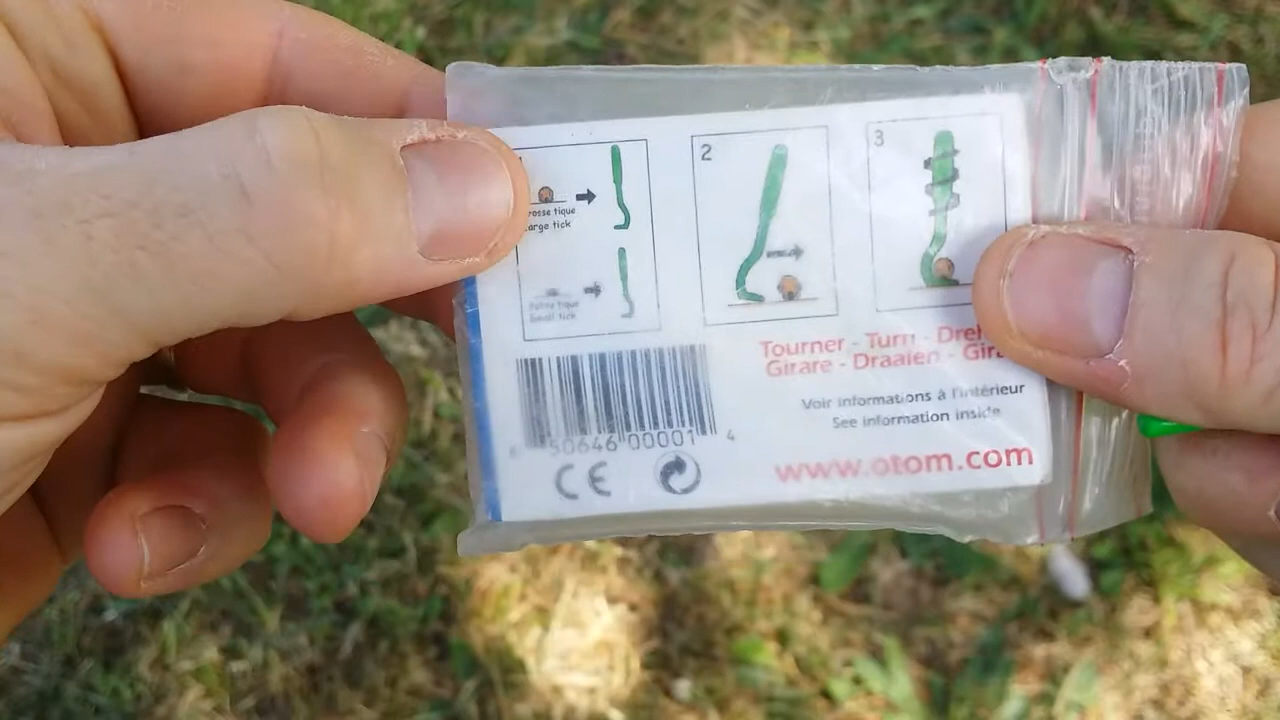 2
3
rosse tique
arge tick
Petite tique
Small tick
Tourner - Turn - Dreh
Girare - Draaien - Gira
Voir informations à l'intérieur
See information inside
50646 00001 4
CE
www.otom.com